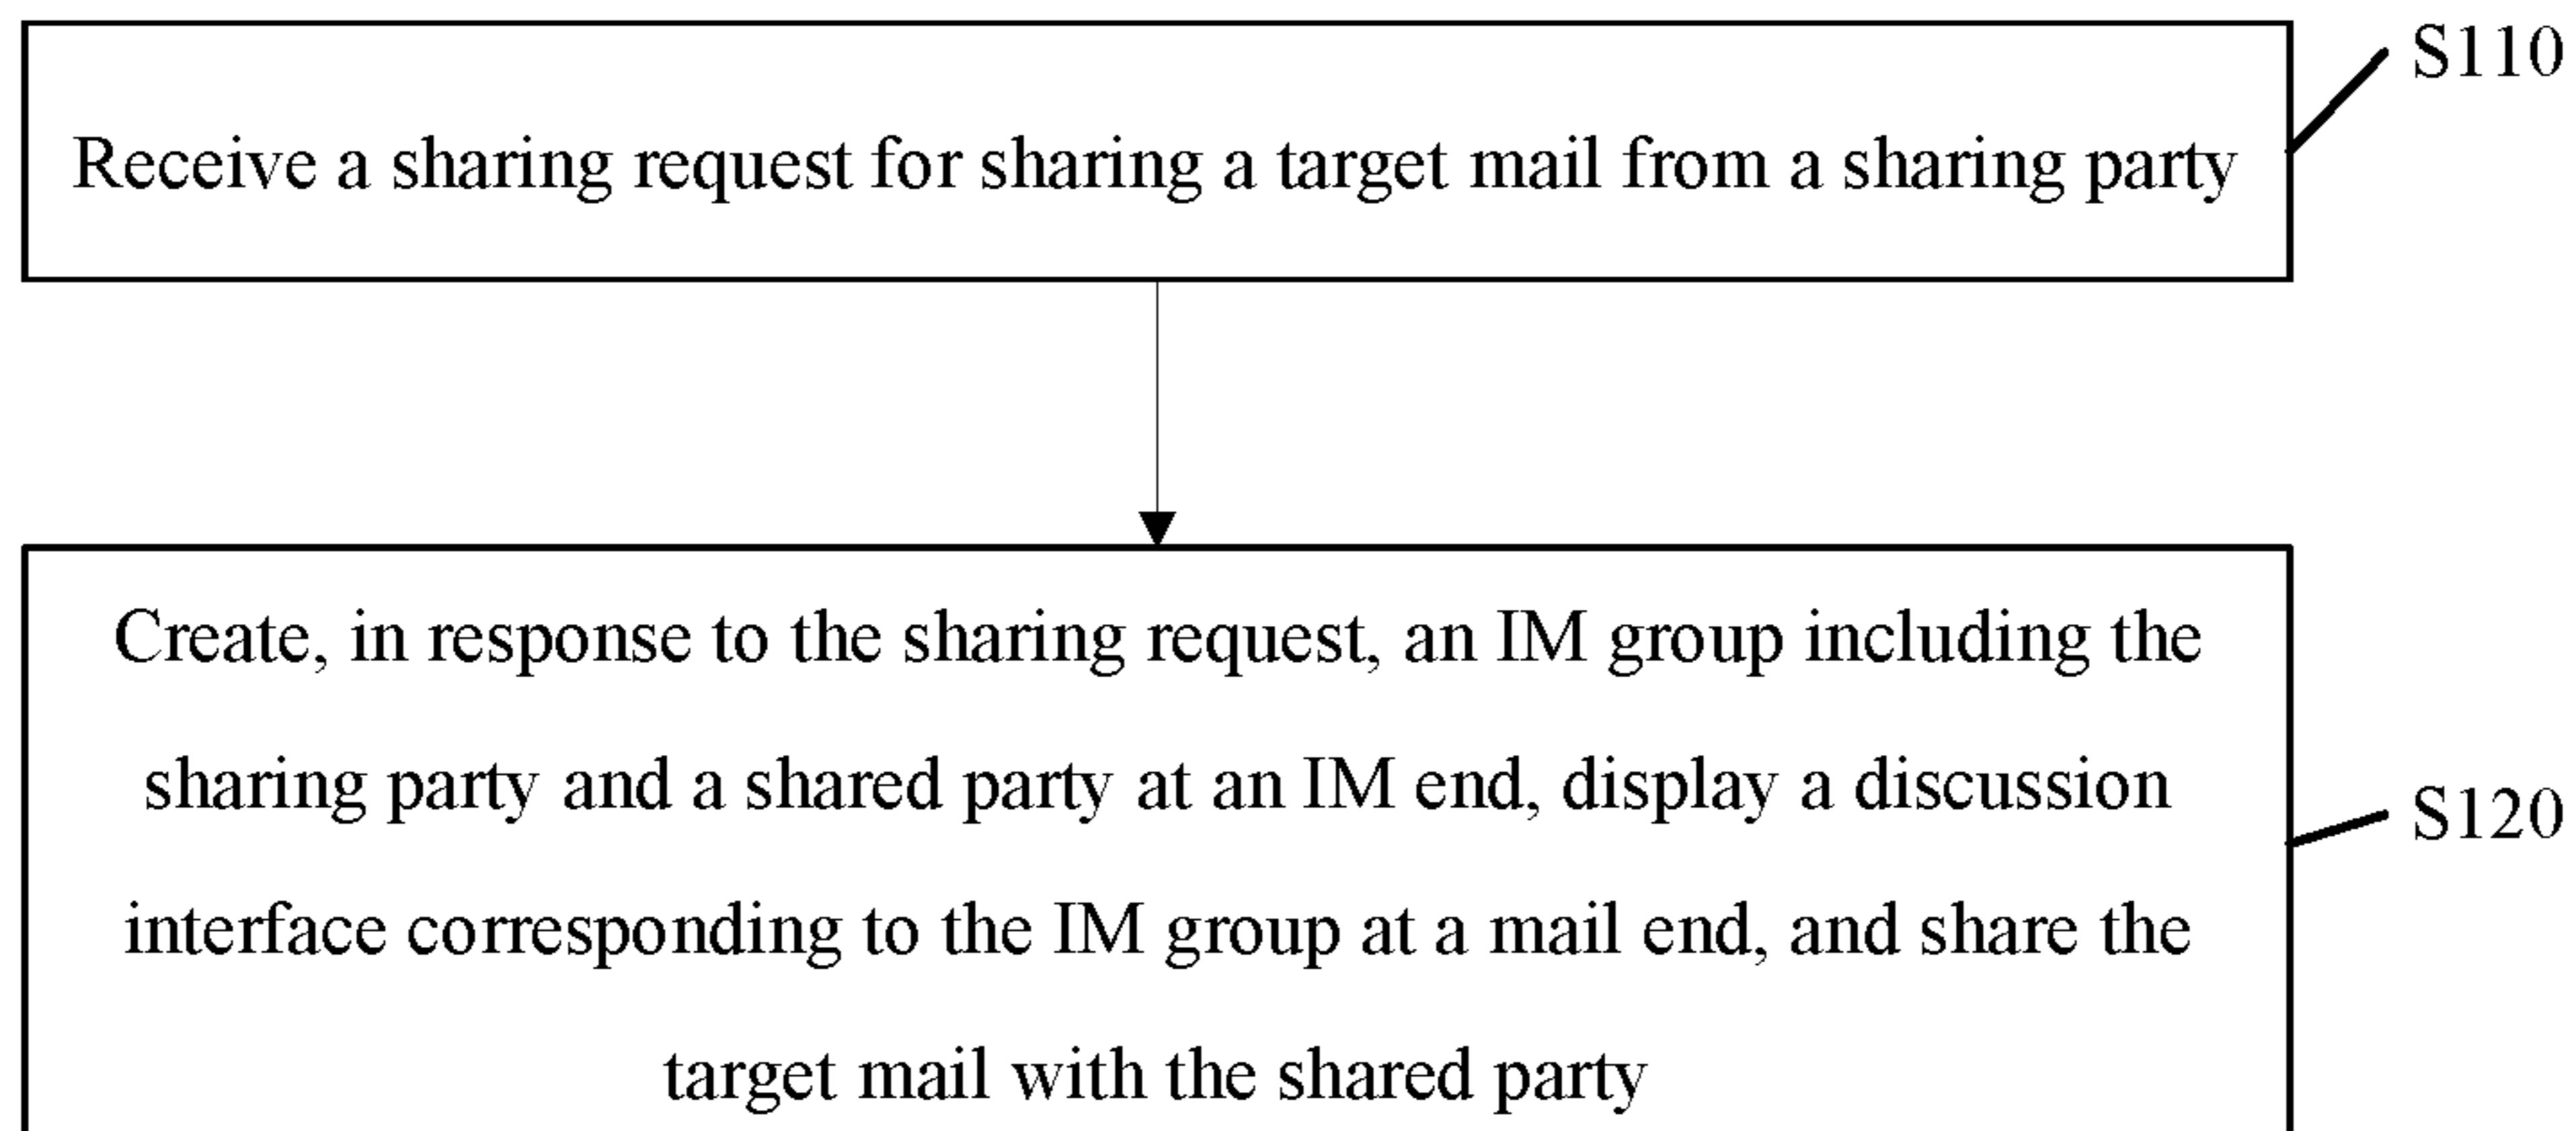 S110
Receive a sharing request for sharing a target mail from a sharing party
Create, in response to the sharing request, an IM group including the
sharing party and a shared party at an IM end, display a discussion
S120
interface corresponding to the IM group at a mail end, and share the
target mail with the shared party